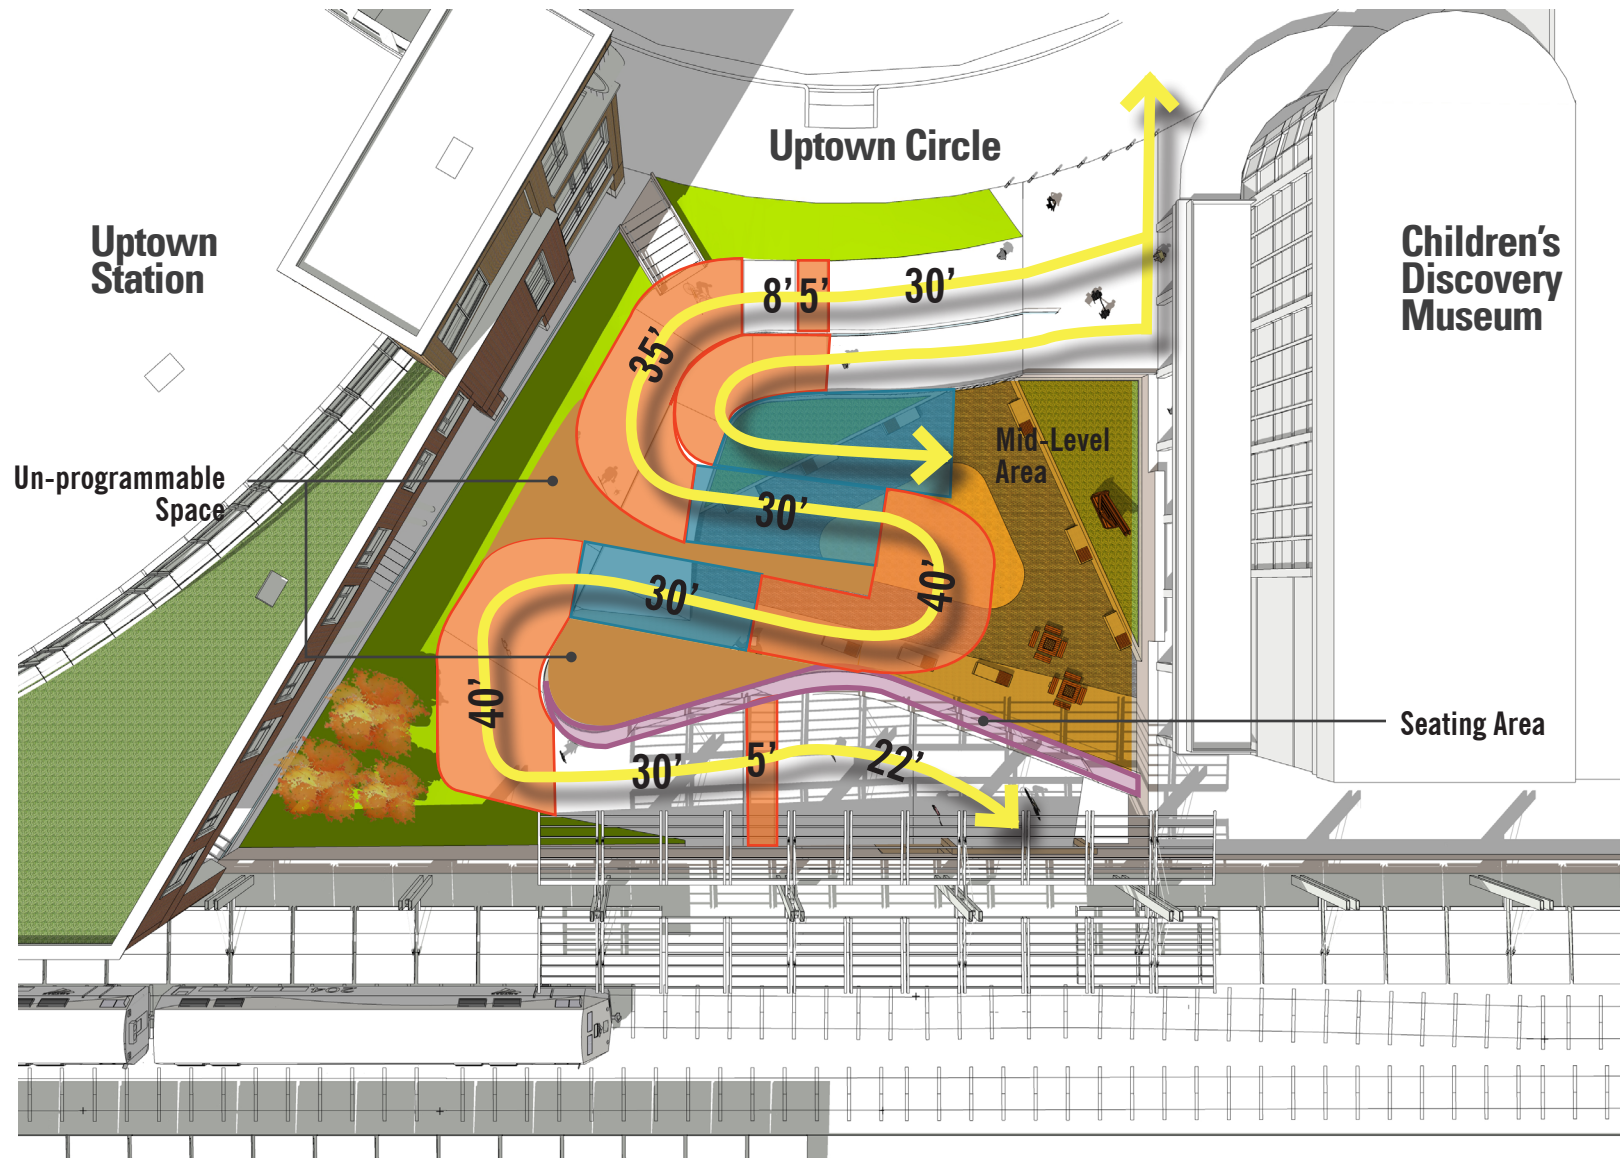 Uptown Circle
Uptown
Station
Children's
Discovery
Museum
8' 5' 30'
35'
Mid-Level
Area
Un-programmable
Space
30'
40'
30'
40'
Seating Area
30' 5' 22'